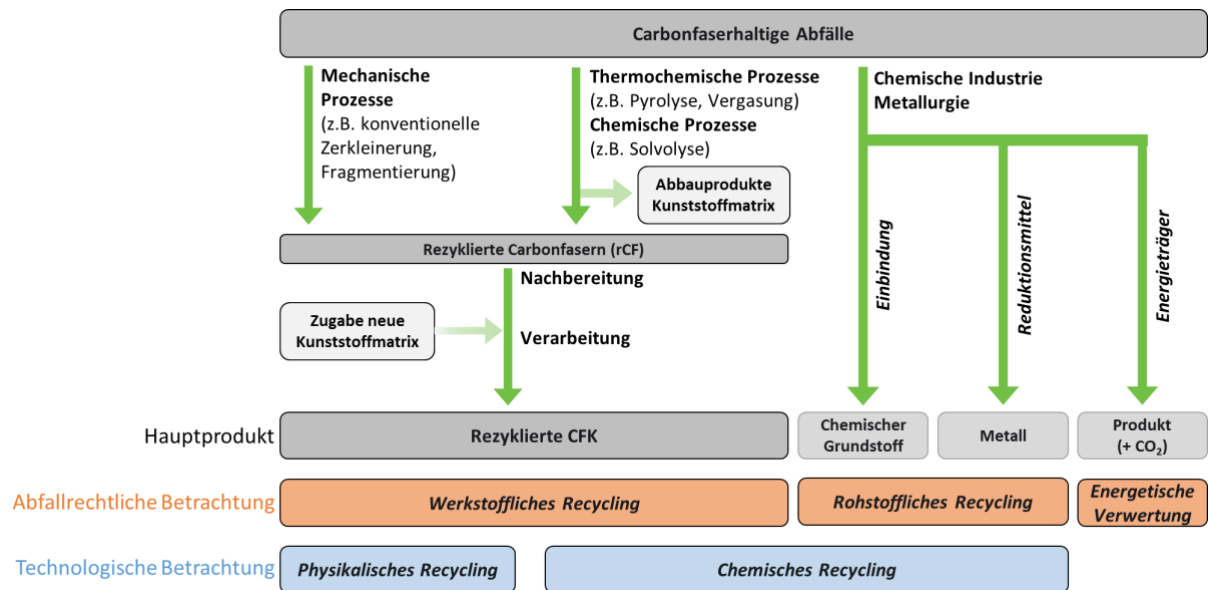 Carbonfaserhaltige Abfälle
Mechanische
Prozesse
(z.B. konventionelle
Zerkleinerung,
Fragmentierung)
Thermochemische Prozesse
(z.B. Pyrolyse, Vergasung)
Chemische Prozesse
(z.B. Solvolyse)
Chemische Industrie
Metallurgie
Abbauprodukte
Kunststoffmatrix
Rezyklierte Carbonfasern (rCF)
Nachbereitung
Zugabe neue
Kunststoffmatrix
Verarbeitung
Einbindung
Reduktionsmittel
Energieträger
Hauptprodukt
Rezyklierte CFK
Chemischer
Grundstoff
Metall
Produkt
(+ CO₂)
Abfallrechtliche Betrachtung
Werkstoffliches Recycling
Rohstoffliches Recycling
Energetische
Verwertung
Technologische Betrachtung
Physikalisches Recycling
Chemisches Recycling